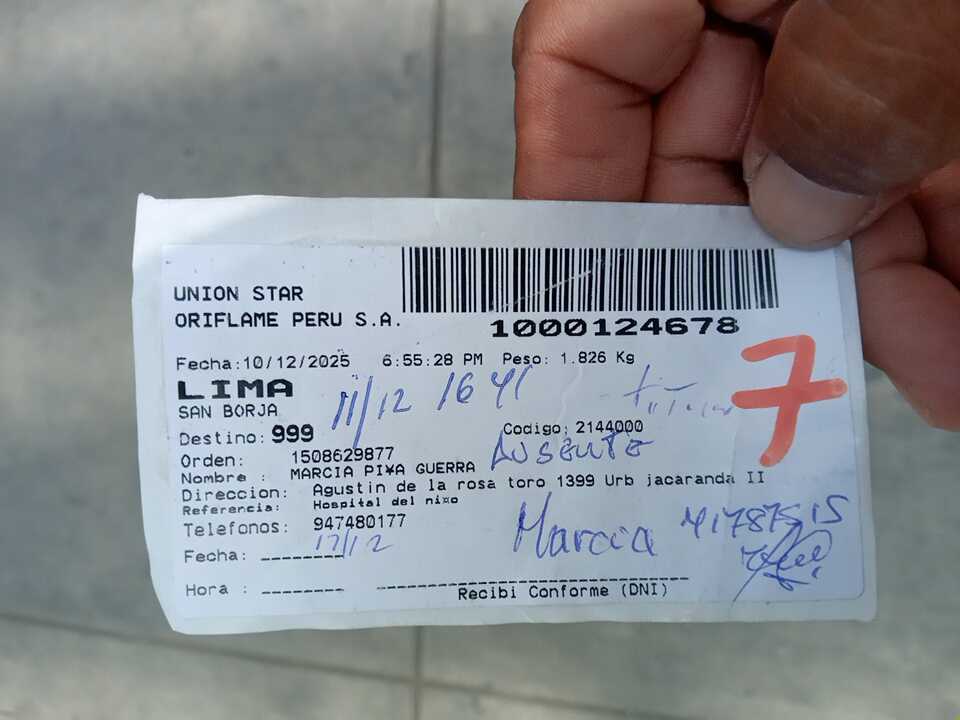 UNION STAR
ORIFLAME PERU S.A.
1000124678
Fecha:10/12/2025 6:55:28 PM Peso: 1.826 Kg
7
LIMA
SAN BORJA
11/12 16 41
Destino: 999
Codigo: 2144000
AUSENTE
Orden: 1508629877
Nombre : MARCIA PI¥A GUERRA
Direccion: Agustin de la rosa toro 1399 Urb jacaranda II
Referencia: Hospital del ni¤o
Telefonos: 947480177
Marcia
Fecha: 12/12
Hora :
Recibi Conforme (DNI)